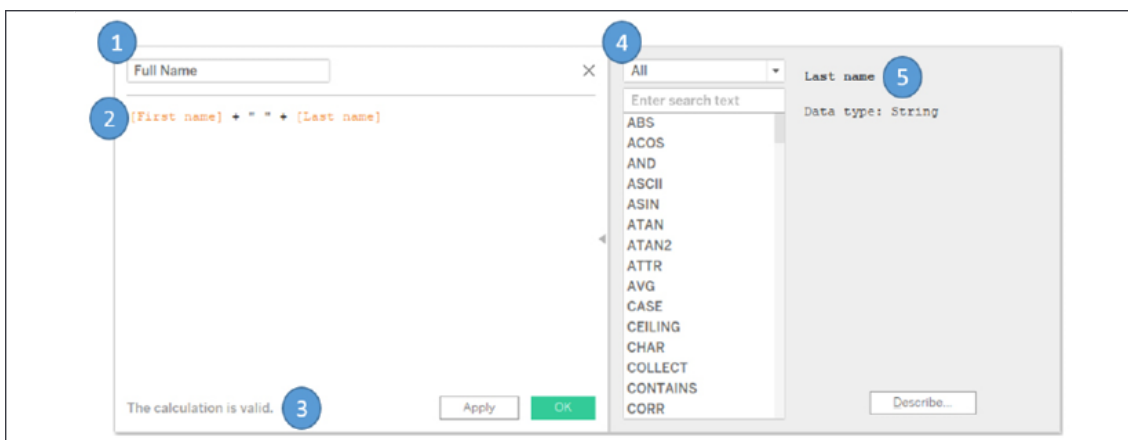 1
Full Name
2
[First name] + " " + [Last name]
The calculation is valid.
3
Apply
OK
4
All
Enter search text
ABS
ACOS
AND
ASCII
ASIN
ATAN
ATAN2
ATTR
AVG
CASE
CEILING
CHAR
COLLECT
CONTAINS
CORR
Last name
5
Data type: String
Describe...